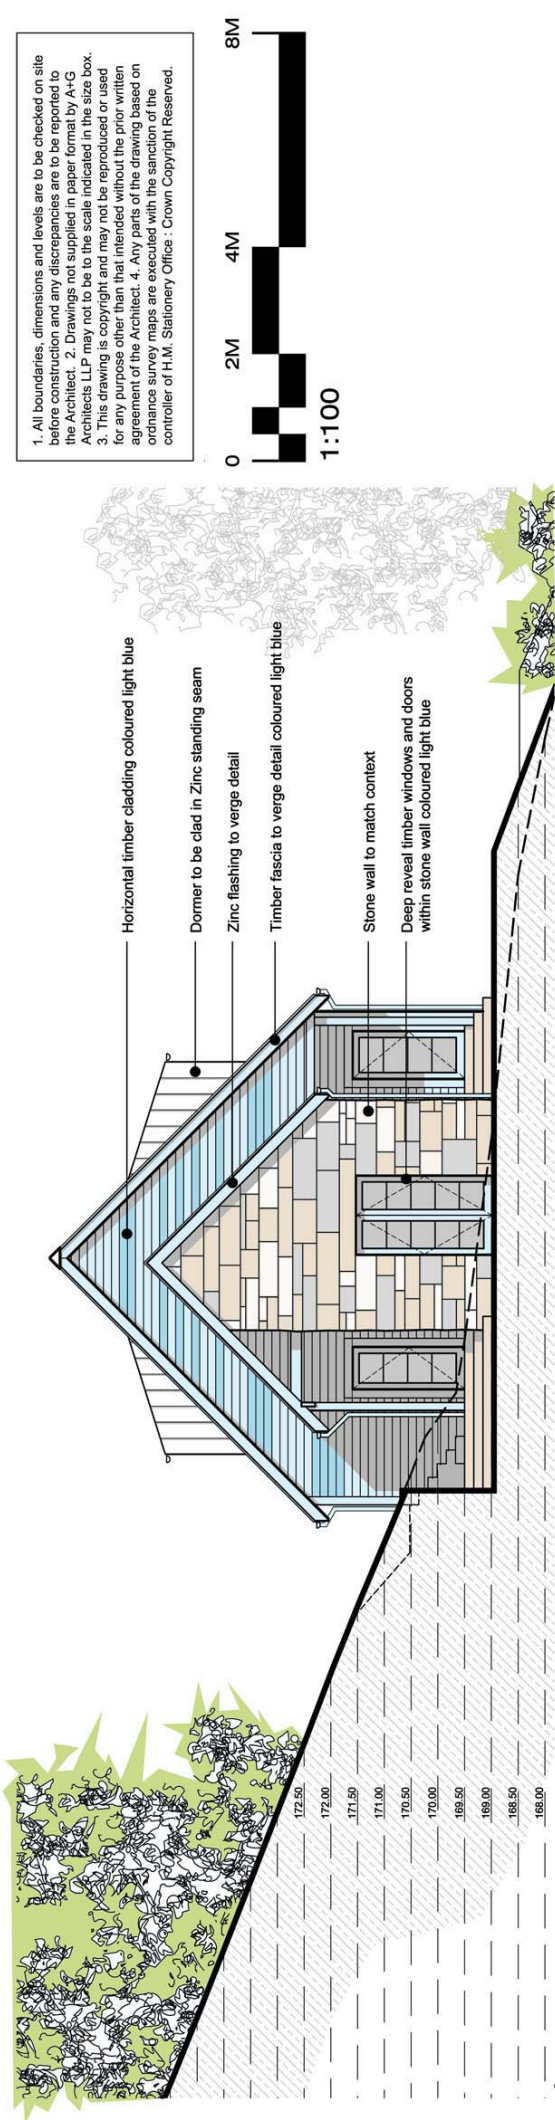 1. All boundaries, dimensions and levels are to be checked on site
before construction and any discrepancies are to be reported to
the Architect. 2. Drawings not supplied in paper format by A+G
Architects LLP may not be to the scale indicated in the size box.
3. This drawing is copyright and may not be reproduced or used
for any purpose other than that intended without the prior written
agreement of the Architect. 4. Any parts of the drawing based on
ordnance survey maps are executed with the sanction of the
controller of H.M. Stationery Office : Crown Copyright Reserved.
0 2M 4M 8M
1:100
Horizontal timber cladding coloured light blue
Dormer to be clad in Zinc standing seam
Zinc flashing to verge detail
Timber fascia to verge detail coloured light blue
Stone wall to match context
Deep reveal timber windows and doors
within stone wall coloured light blue
172.50
172.00
171.50
171.00
170.50
170.00
169.50
169.00
168.50
168.00